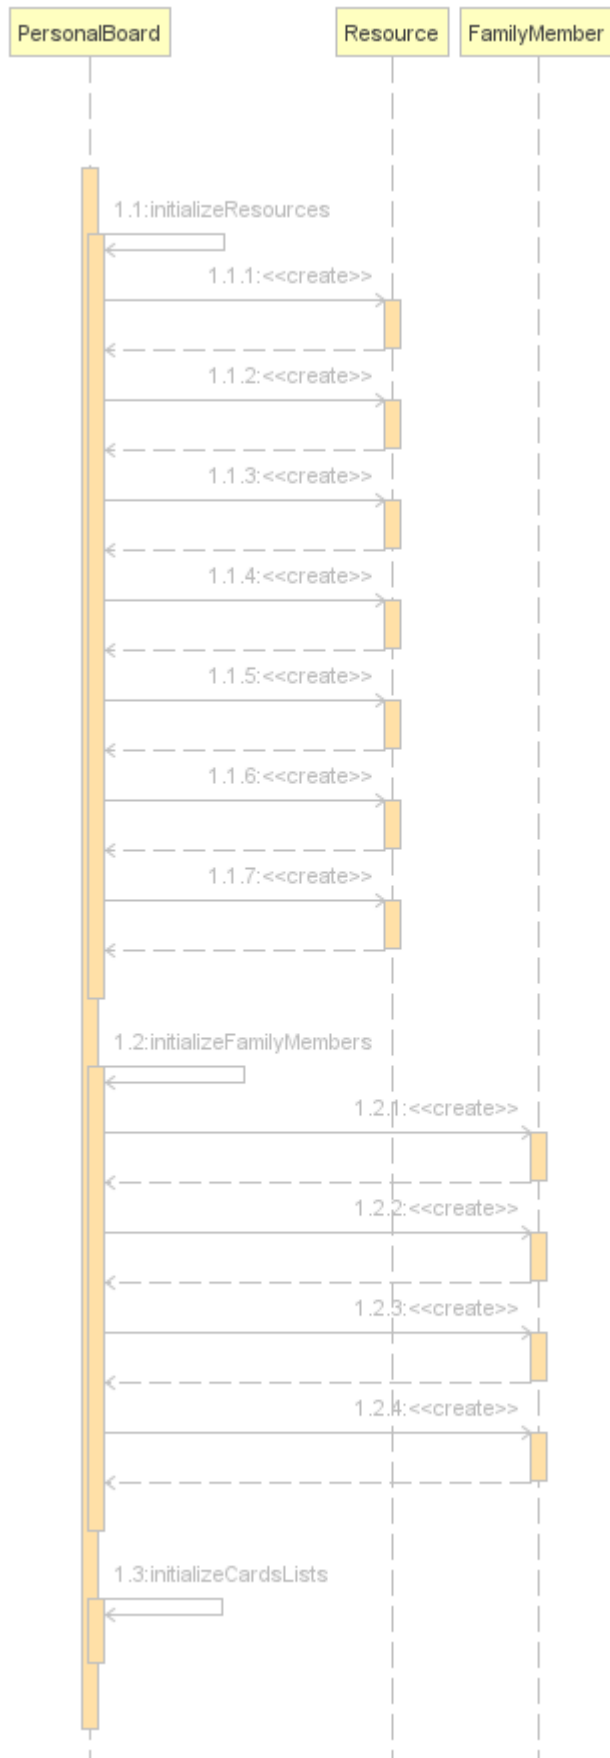 PersonalBoard
Resource
FamilyMember
1.1:initializeResources
1.1.1:<<create>>
1.1.2:<<create>>
1.1.3:<<create>>
1.1.4:<<create>>
1.1.5:<<create>>
1.1.6:<<create>>
1.1.7:<<create>>
1.2:initializeFamilyMembers
1.2.1:<<create>>
1.2.2:<<create>>
1.2.3:<<create>>
1.2.4:<<create>>
1.3:initializeCardsLists